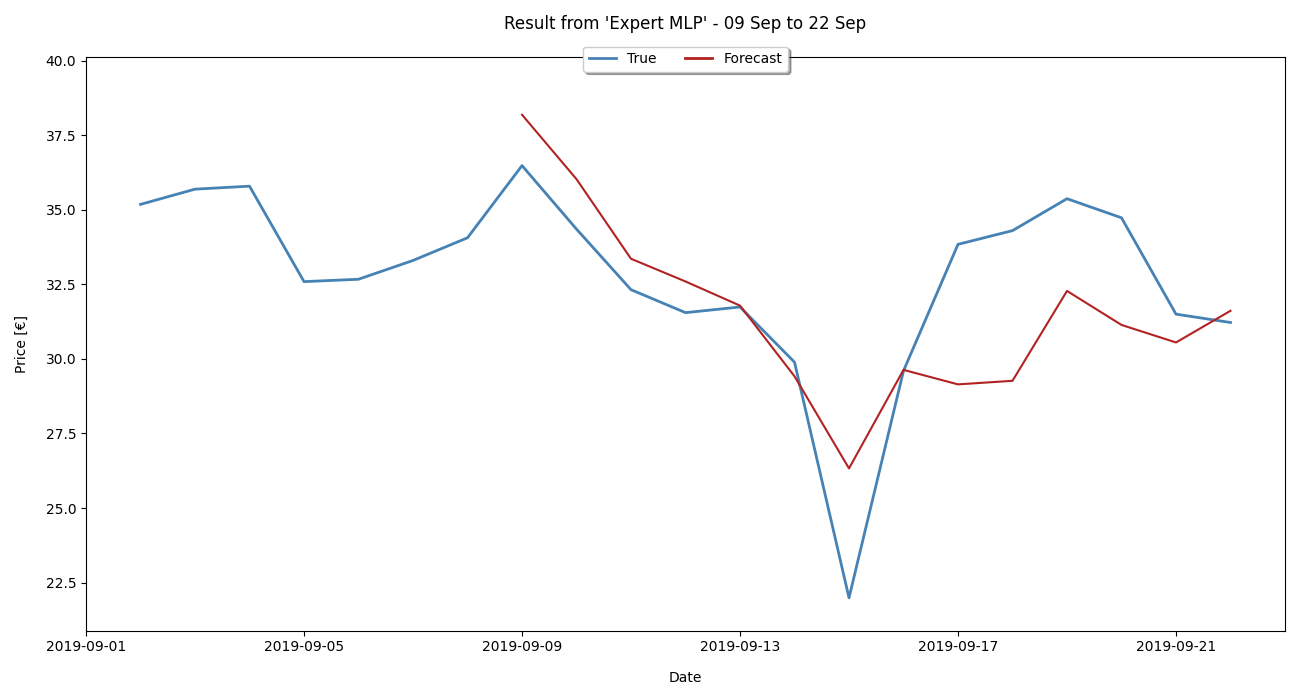 Result from 'Expert MLP' - 09 Sep to 22 Sep
True Forecast
40.0
37.5
35.0
32.5
30.0
27.5
25.0
22.5
Price [€]
2019-09-01 2019-09-05 2019-09-09 2019-09-13 2019-09-17 2019-09-21
Date